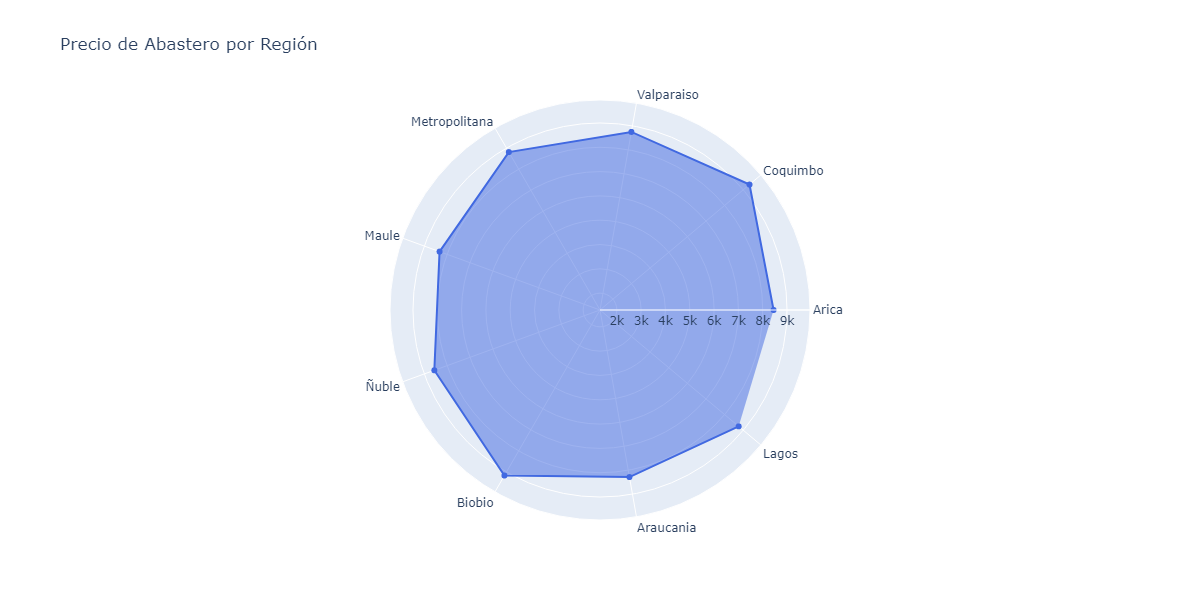 Precio de Abastero por Región
Valparaiso
Metropolitana
Coquimbo
Maule
Arica
2k 3k 4k 5k 6k 7k 8k 9k
Ñuble
Lagos
Biobio
Araucania